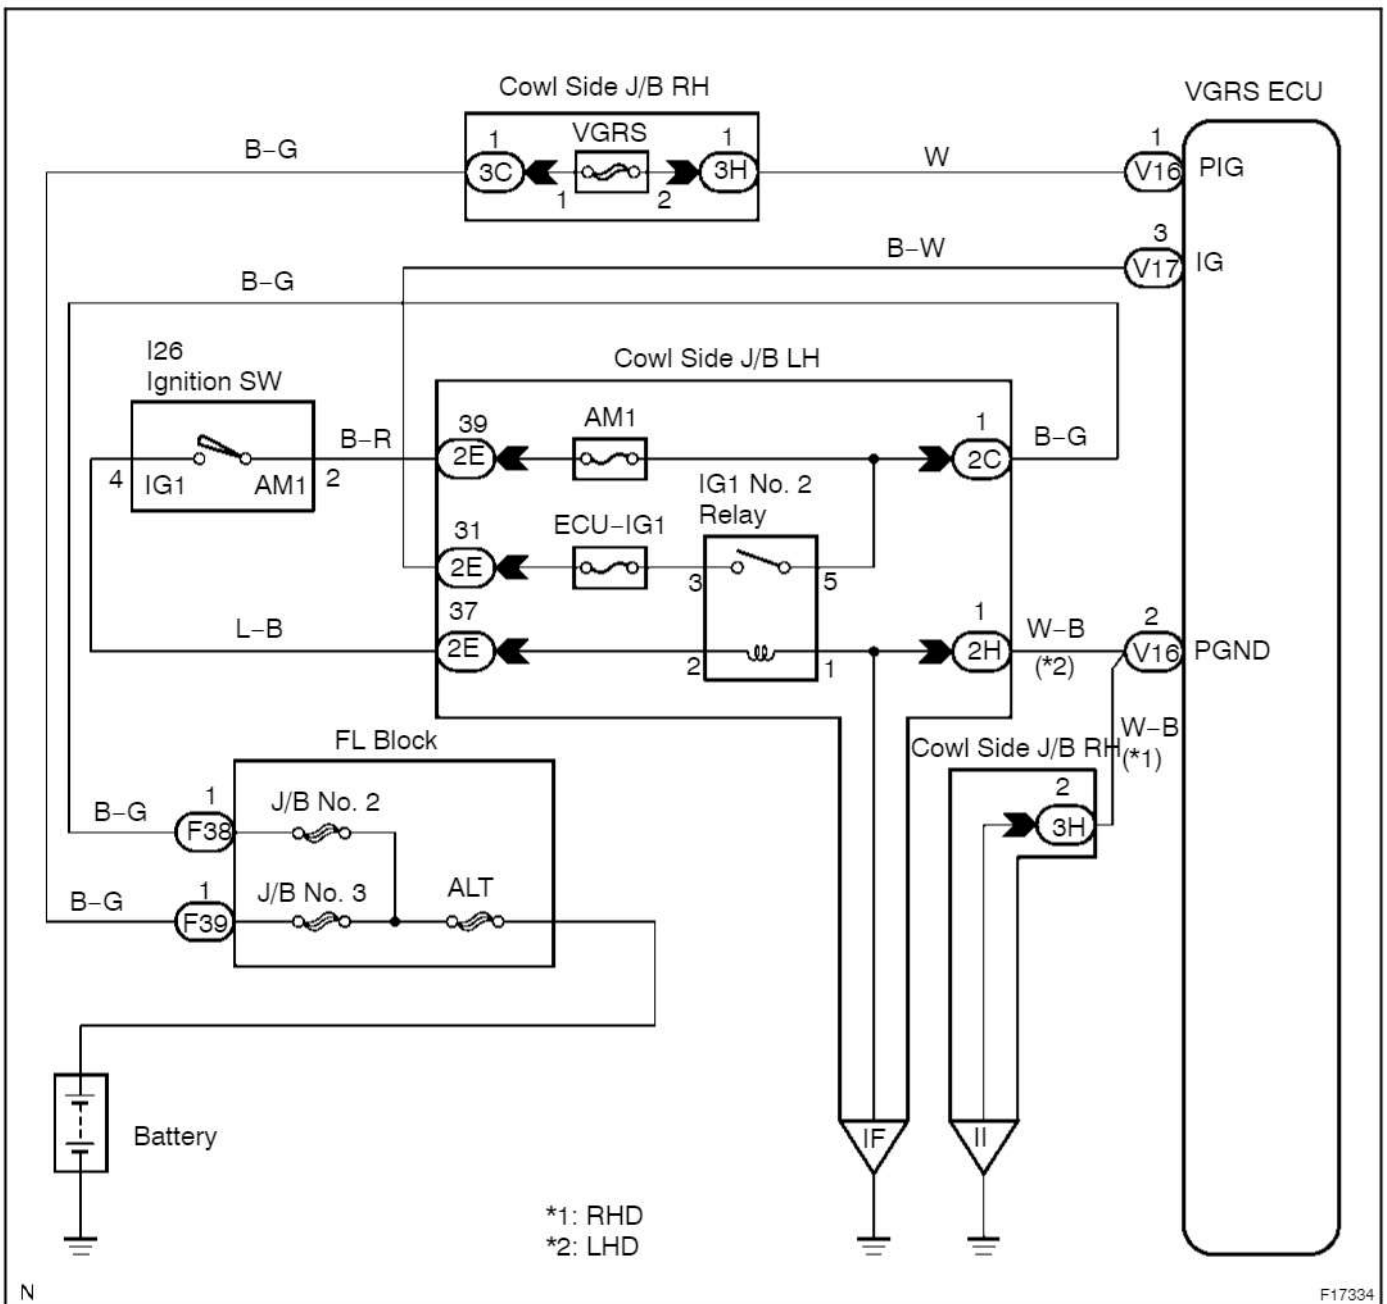 Cowl Side J/B RH
VGRS ECU
1
VGRS
1
1
B–G
W
3C
3H
V16
PIG
1
2
3
B–W
V17
IG
B–G
I26
Ignition SW
Cowl Side J/B LH
39
AM1
1
B–R
2E
2C
B–G
4
IG1
AM1
2
IG1 No. 2
Relay
31
ECU–IG1
2E
3
5
37
1
2
L–B
2E
2H
W–B
(*2)
V16
PGND
2
1
W–B
(*1)
FL Block
Cowl Side J/B RH
1
J/B No. 2
2
B–G
F38
3H
1
J/B No. 3
ALT
B–G
F39
Battery
IF
II
*1: RHD
*2: LHD
N
F17334